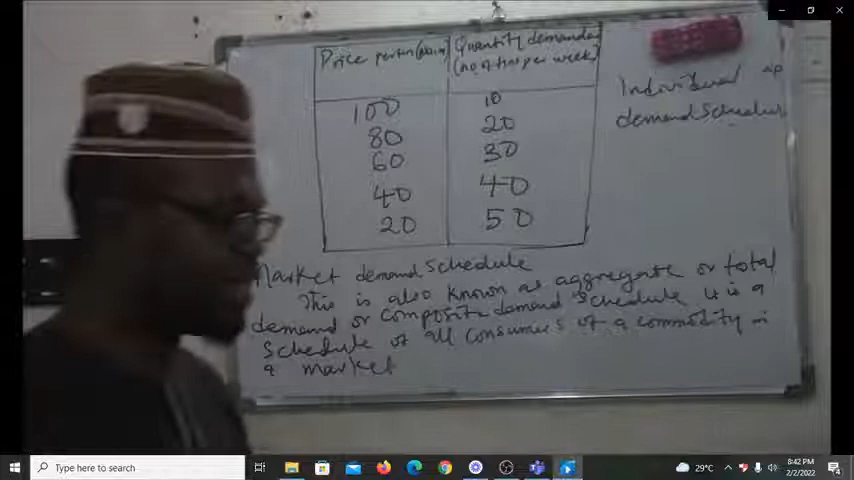 Price per tin (Naira)
Quantity demanded
(no of tins per week)
100 10
80 20
60 30
40 40
20 50
Individual
demand Schedule
Market demand Schedule
This is also known as aggregate or total
demand or composite demand Schedule it is a
Schedule of all consumers of a commodity in
a market
Type here to search
29°C
8:42 PM
2/2/2022